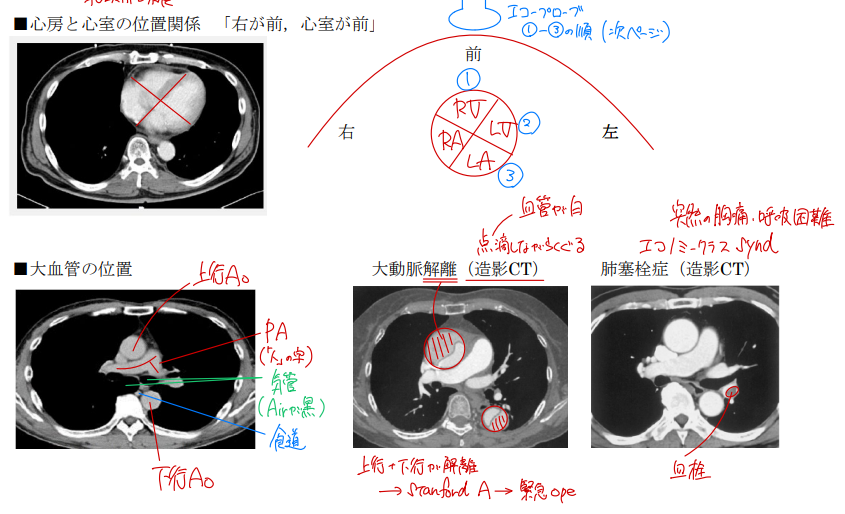 ■心房と心室の位置関係 「右が前，心室が前」
エコープローブ
①－③の順（次ページ）
前
①
右
RV
LV
②
左
RA
LA
③
血管が白
点滴しながらくぐる
突然の胸痛・呼吸困難
エコノミークラス Synd
■大血管の位置
大動脈解離（造影CT）
肺塞栓症（造影CT）
上行Ao
PA
(「人」の字)
気管
(Airが黒)
食道
下行Ao
上行+下行が解離
→ Stanford A → 緊急ope
血栓